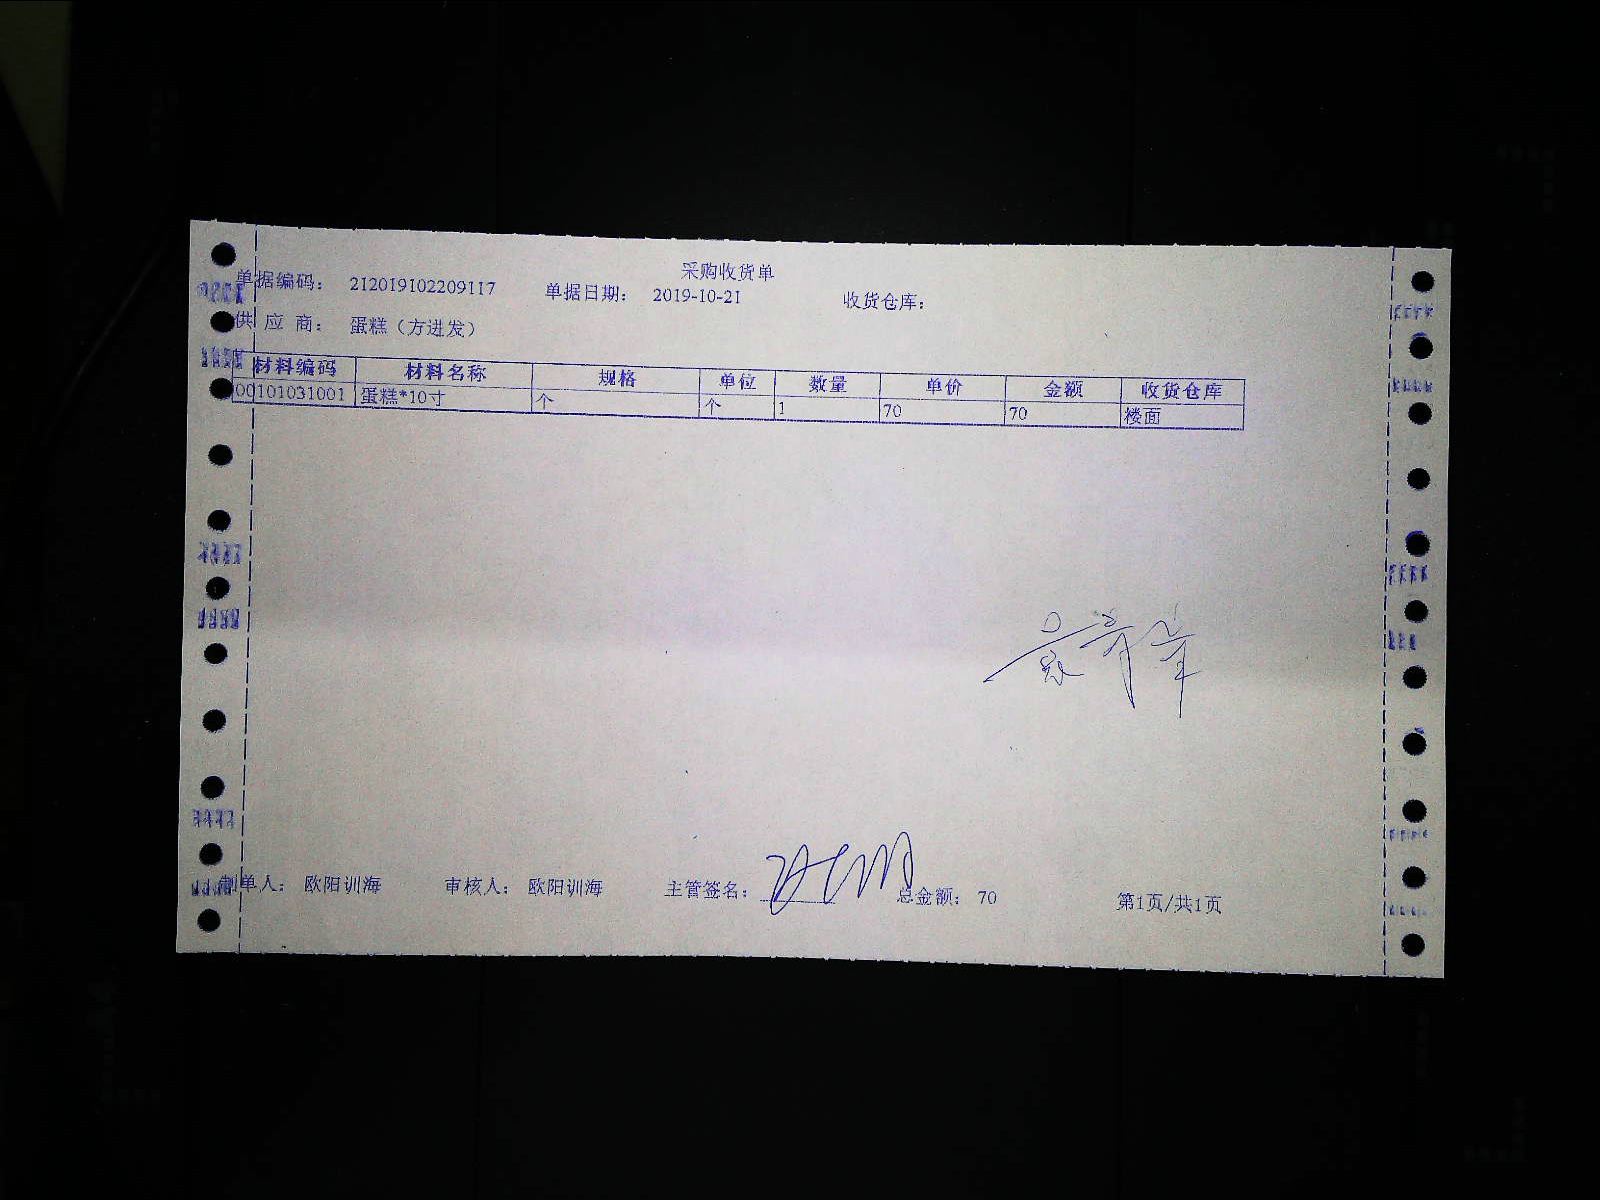 采购收货单
单据编码： 212019102209117 单据日期： 2019-10-21 收货仓库：
供 应 商： 蛋糕（方进发）
材料编码 材料名称 规格 单位 数量 单价 金额 收货仓库
00101031001 蛋糕*10寸 个 个 1 70 70 楼面
制单人： 欧阳训海 审核人： 欧阳训海 主管签名： 总金额： 70 第1页/共1页